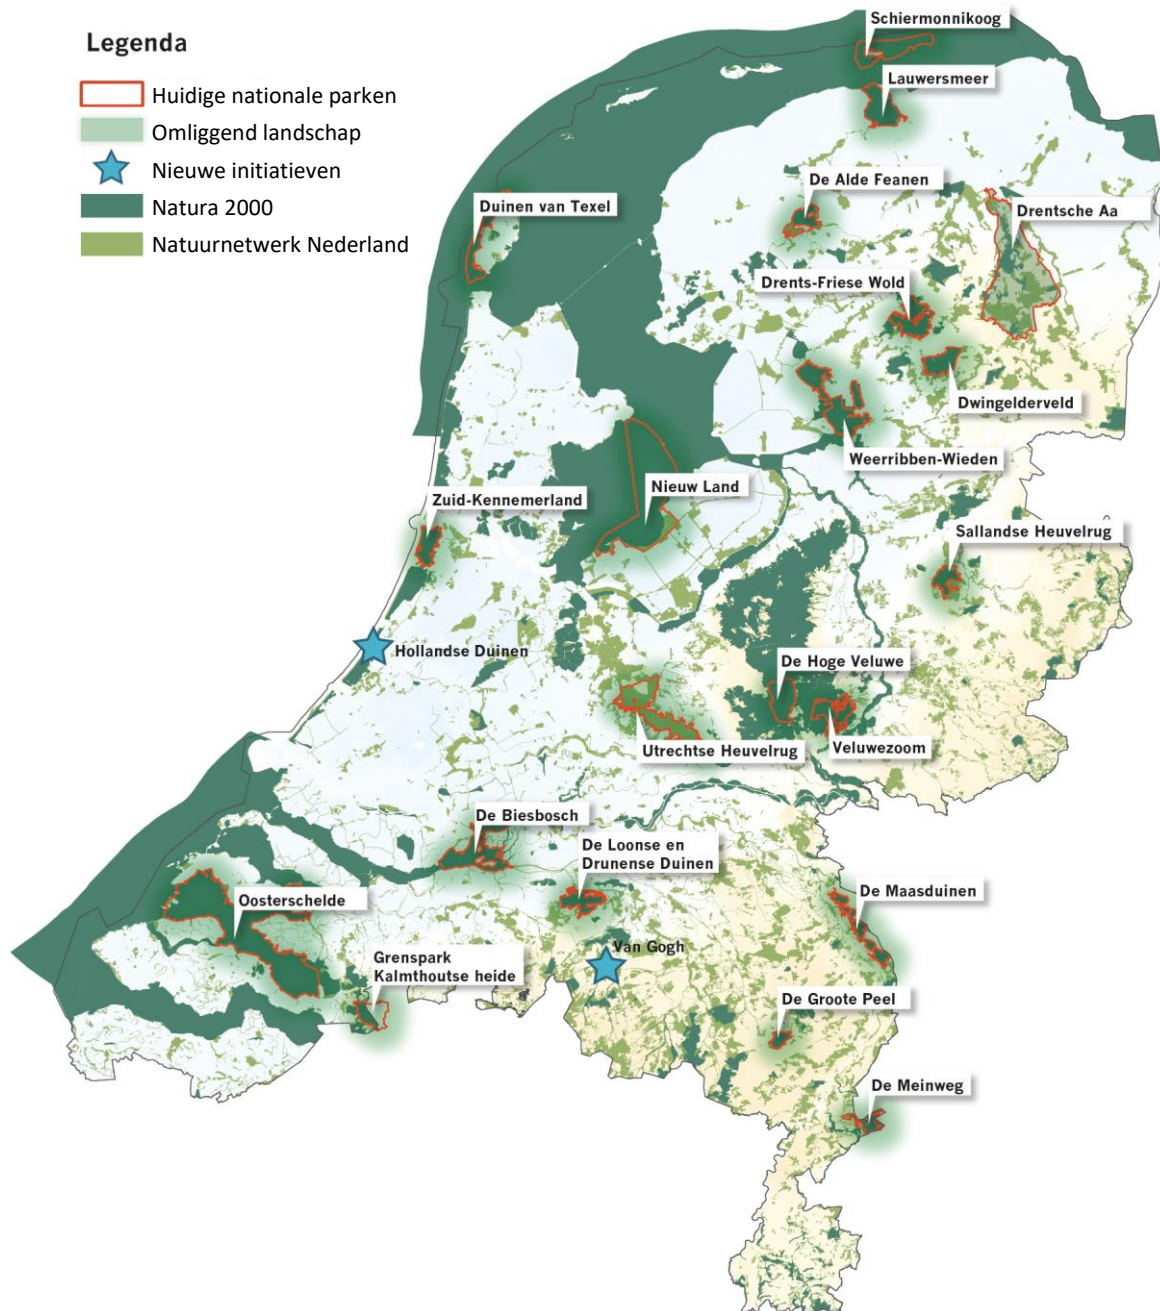 Legenda
Huidige nationale parken
Omliggend landschap
Nieuwe initiatieven
Natura 2000
Natuurnetwerk Nederland
Schiermonnikoog
Lauwersmeer
De Alde Feanen
Drentsche Aa
Duinen van Texel
Drents-Friese Wold
Dwingelderveld
Weerribben-Wieden
Nieuw Land
Zuid-Kennemerland
Sallandse Heuvelrug
Hollandse Duinen
De Hoge Veluwe
Utrechtse Heuvelrug
Veluwezoom
De Biesbosch
De Loonse en
Drunense Duinen
De Maasduinen
Oosterschelde
Van Gogh
Grenspark
Kalmthoutse heide
De Groote Peel
De Meinweg